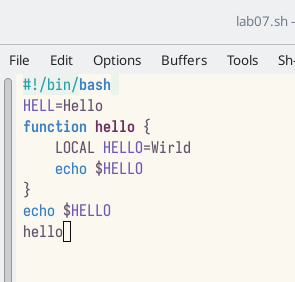 lab07.sh -
File Edit Options Buffers Tools Sh-
#!/bin/bash
HELL=Hello
function hello {
    LOCAL HELLO=Wirld
    echo $HELLO
}
echo $HELLO
hello